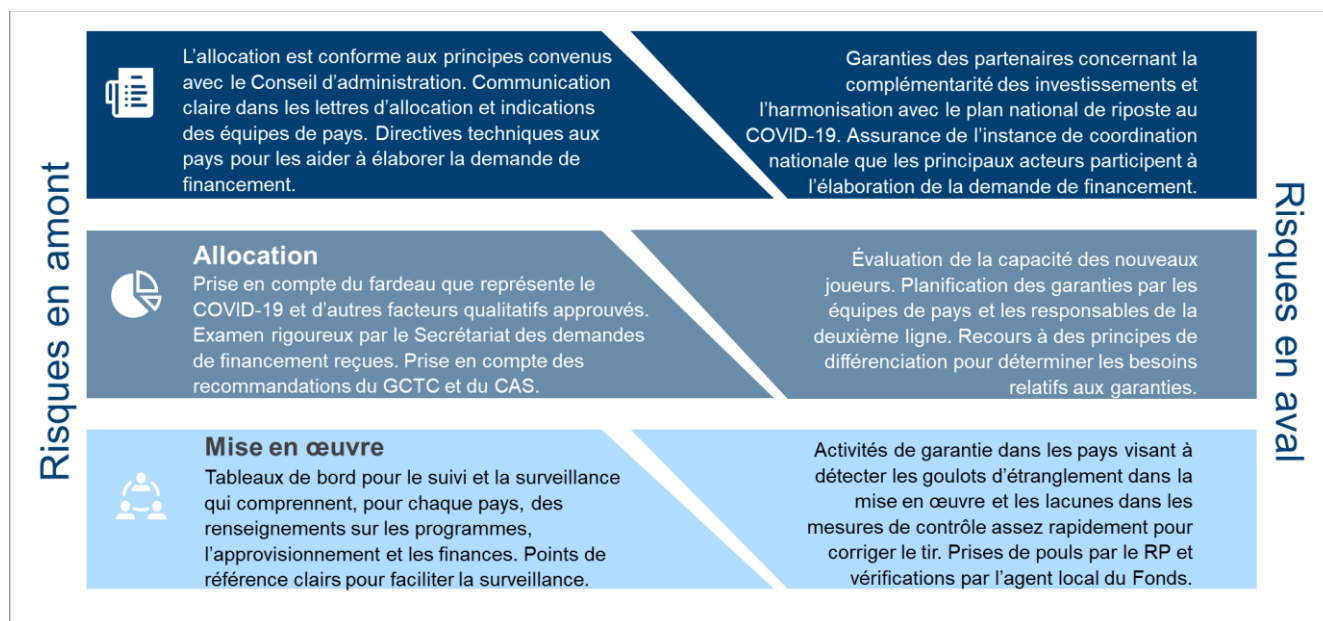 Risques en amont
L'allocation est conforme aux principes convenus
avec le Conseil d'administration. Communication
claire dans les lettres d'allocation et indications
des équipes de pays. Directives techniques aux
pays pour les aider à élaborer la demande de
financement.
Garanties des partenaires concernant la
complémentarité des investissements et
l'harmonisation avec le plan national de riposte au
COVID-19. Assurance de l'instance de coordination
nationale que les principaux acteurs participent à
l'élaboration de la demande de financement.
Allocation
Prise en compte du fardeau que représente le
COVID-19 et d'autres facteurs qualitatifs approuvés.
Examen rigoureux par le Secrétariat des demandes
de financement reçues. Prise en compte des
recommandations du GCTC et du CAS.
Évaluation de la capacité des nouveaux
joueurs. Planification des garanties par les
équipes de pays et les responsables de la
deuxième ligne. Recours à des principes de
différenciation pour déterminer les besoins
relatifs aux garanties.
Mise en œuvre
Tableaux de bord pour le suivi et la surveillance
qui comprennent, pour chaque pays, des
renseignements sur les programmes,
l'approvisionnement et les finances. Points de
référence clairs pour faciliter la surveillance.
Activités de garantie dans les pays visant à
détecter les goulots d'étranglement dans la
mise en œuvre et les lacunes dans les
mesures de contrôle assez rapidement pour
corriger le tir. Prises de pouls par le RP et
vérifications par l'agent local du Fonds.
Risques en aval